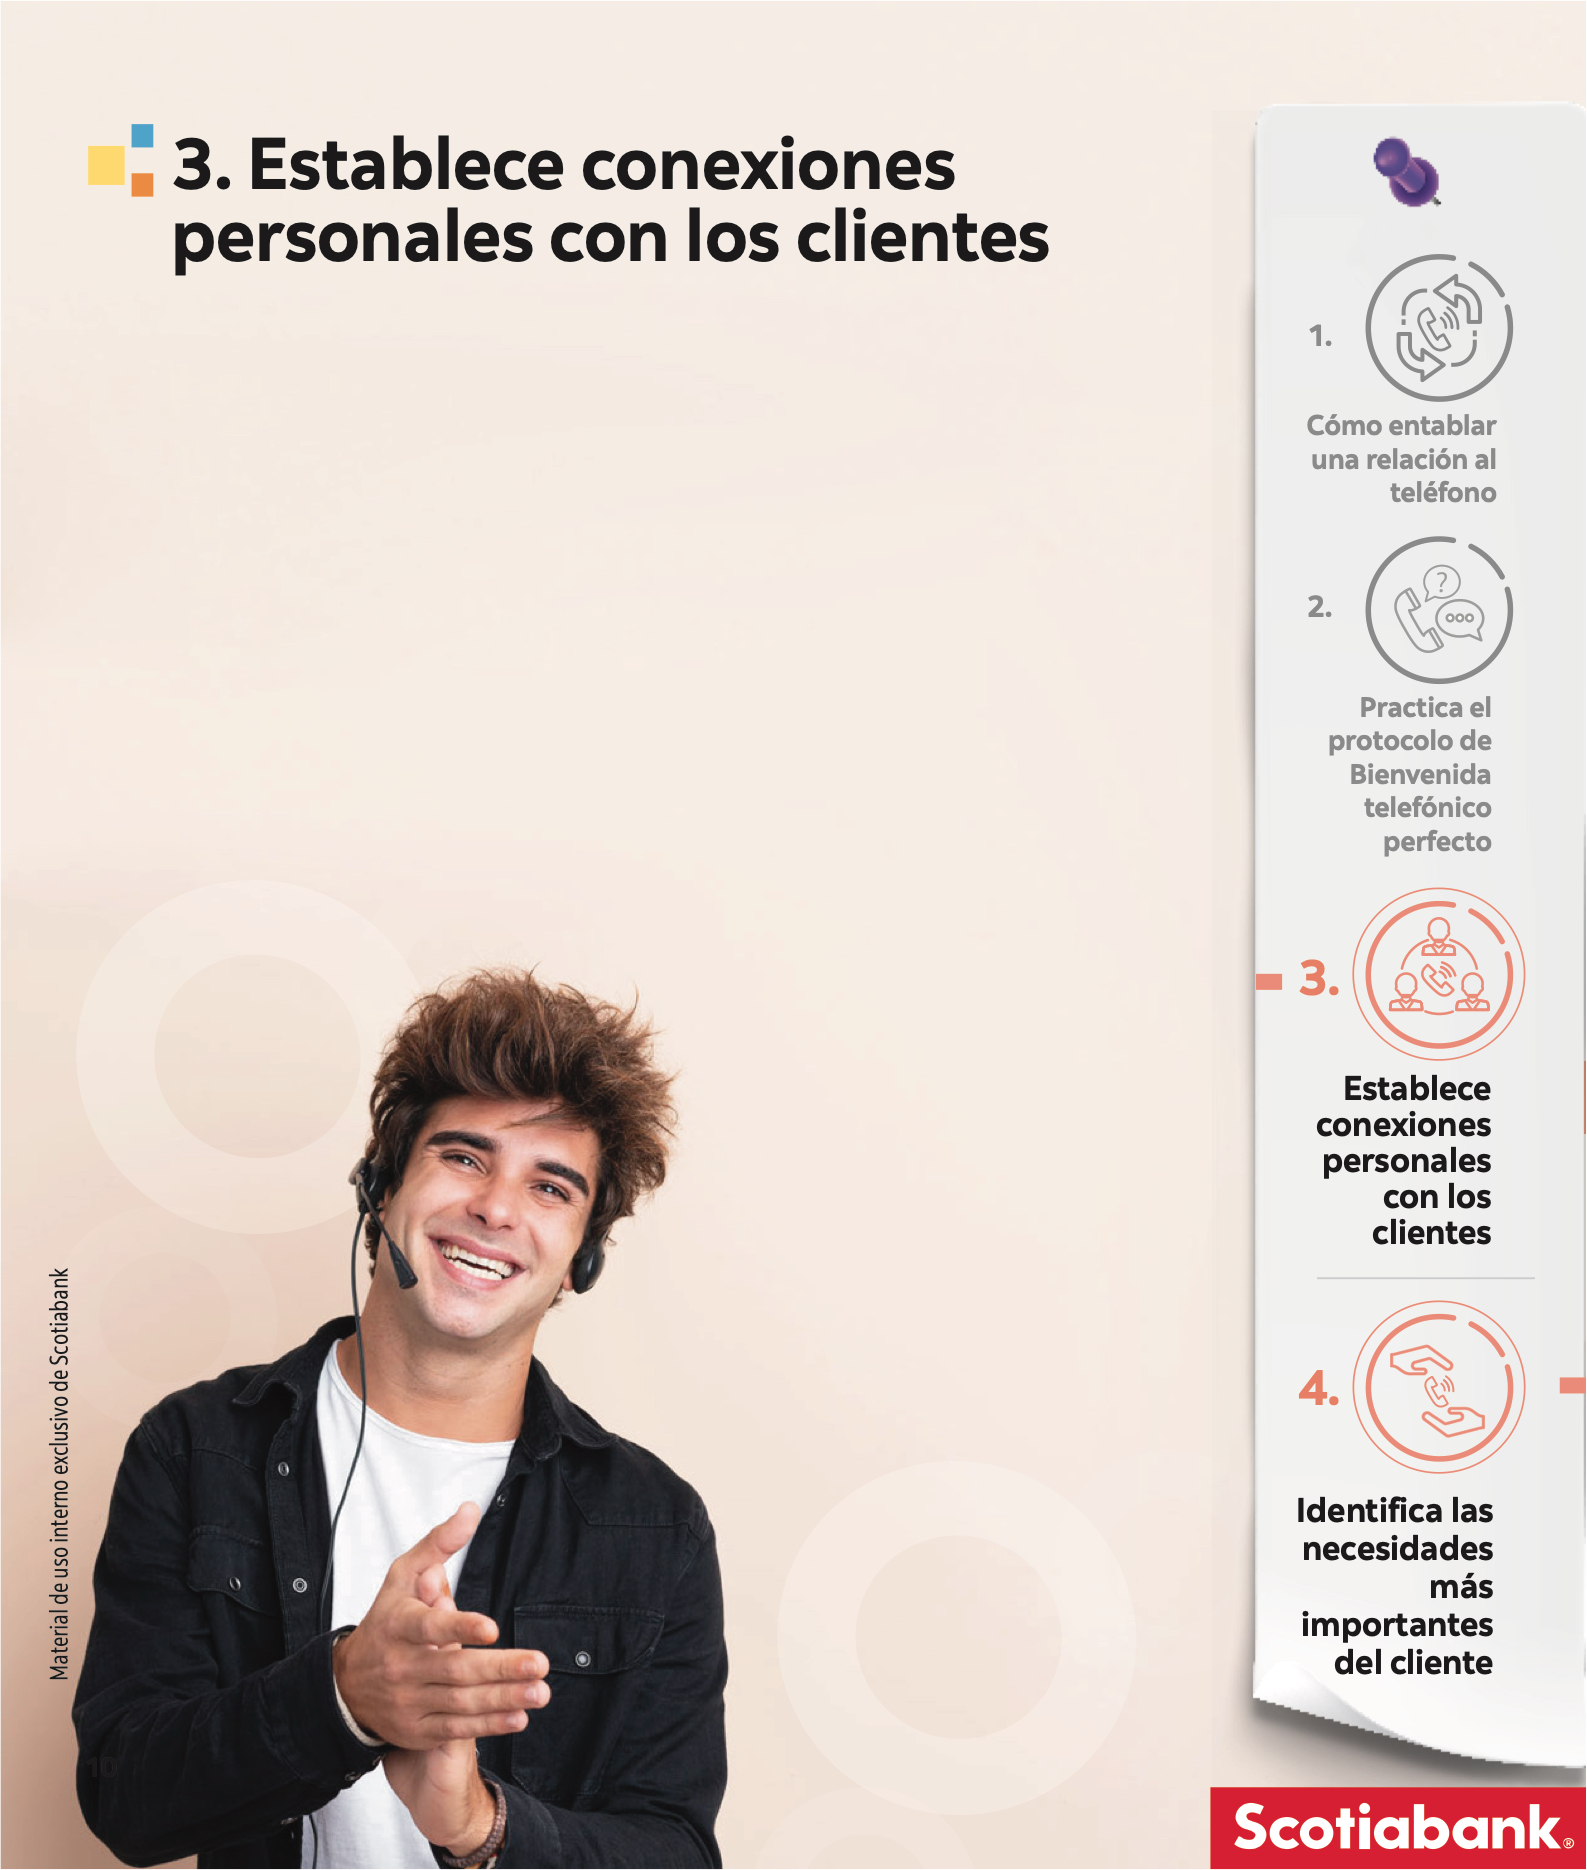 3. Establece conexiones
personales con los clientes
1.
Cómo entablar
una relación al
teléfono
2.
?
Practica el
protocolo de
Bienvenida
telefónico
perfecto
3.
Establece
conexiones
personales
con los
clientes
4.
Identifica las
necesidades
más
importantes
del cliente
Material de uso interno exclusivo de Scotiabank
10
Scotiabank®